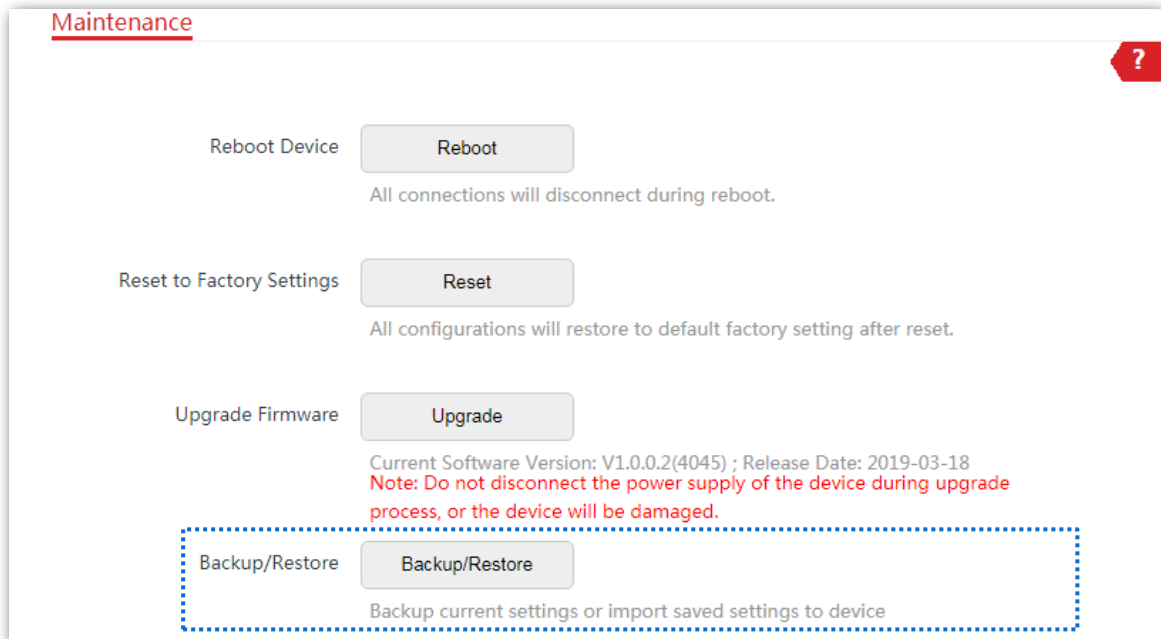 Maintenance
?
Reboot Device
Reboot
All connections will disconnect during reboot.
Reset to Factory Settings
Reset
All configurations will restore to default factory setting after reset.
Upgrade Firmware
Upgrade
Current Software Version: V1.0.0.2(4045) ; Release Date: 2019-03-18
Note: Do not disconnect the power supply of the device during upgrade
process, or the device will be damaged.
Backup/Restore
Backup/Restore
Backup current settings or import saved settings to device